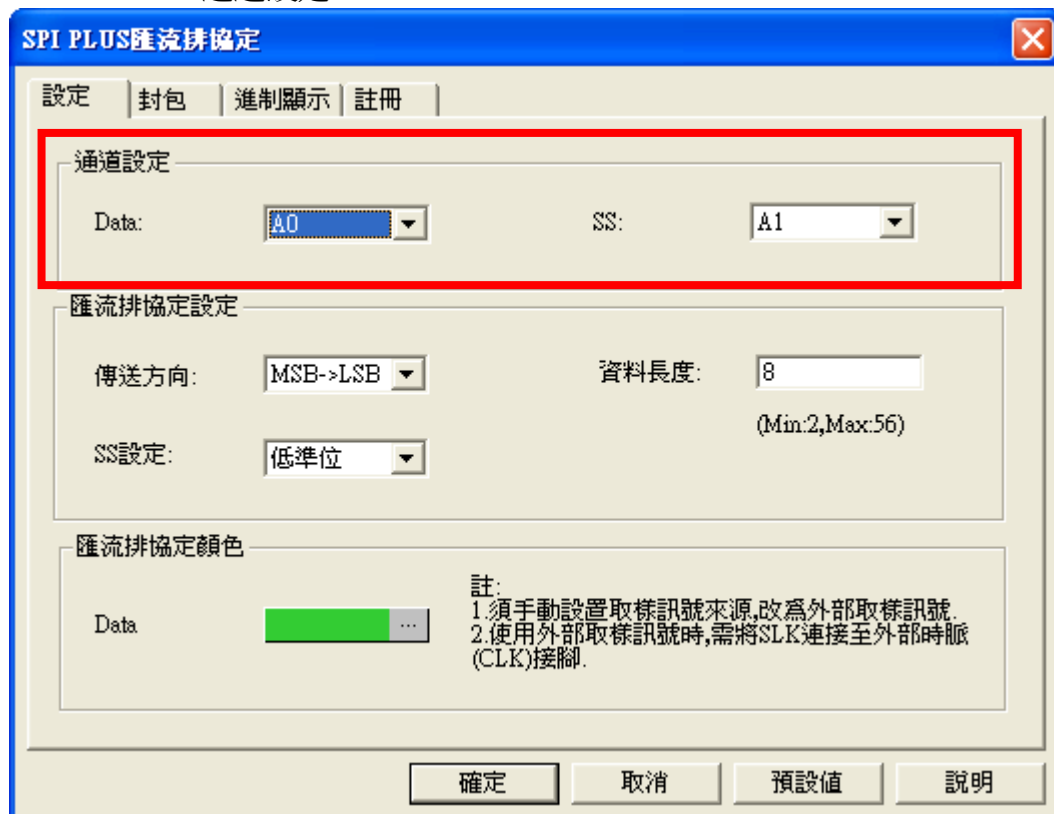 SPI PLUS匯流排協定
設定 封包 進制顯示 註冊
通道設定
Data: A0 SS: A1
匯流排協定設定
傳送方向: MSB->LSB 資料長度: 8
(Min:2,Max:56)
SS設定: 低準位
匯流排協定顏色
Data ...
註:
1.須手動設置取樣訊號來源,改爲外部取樣訊號.
2.使用外部取樣訊號時,需將SLK連接至外部時脈
(CLK)接腳.
確定 取消 預設值 說明